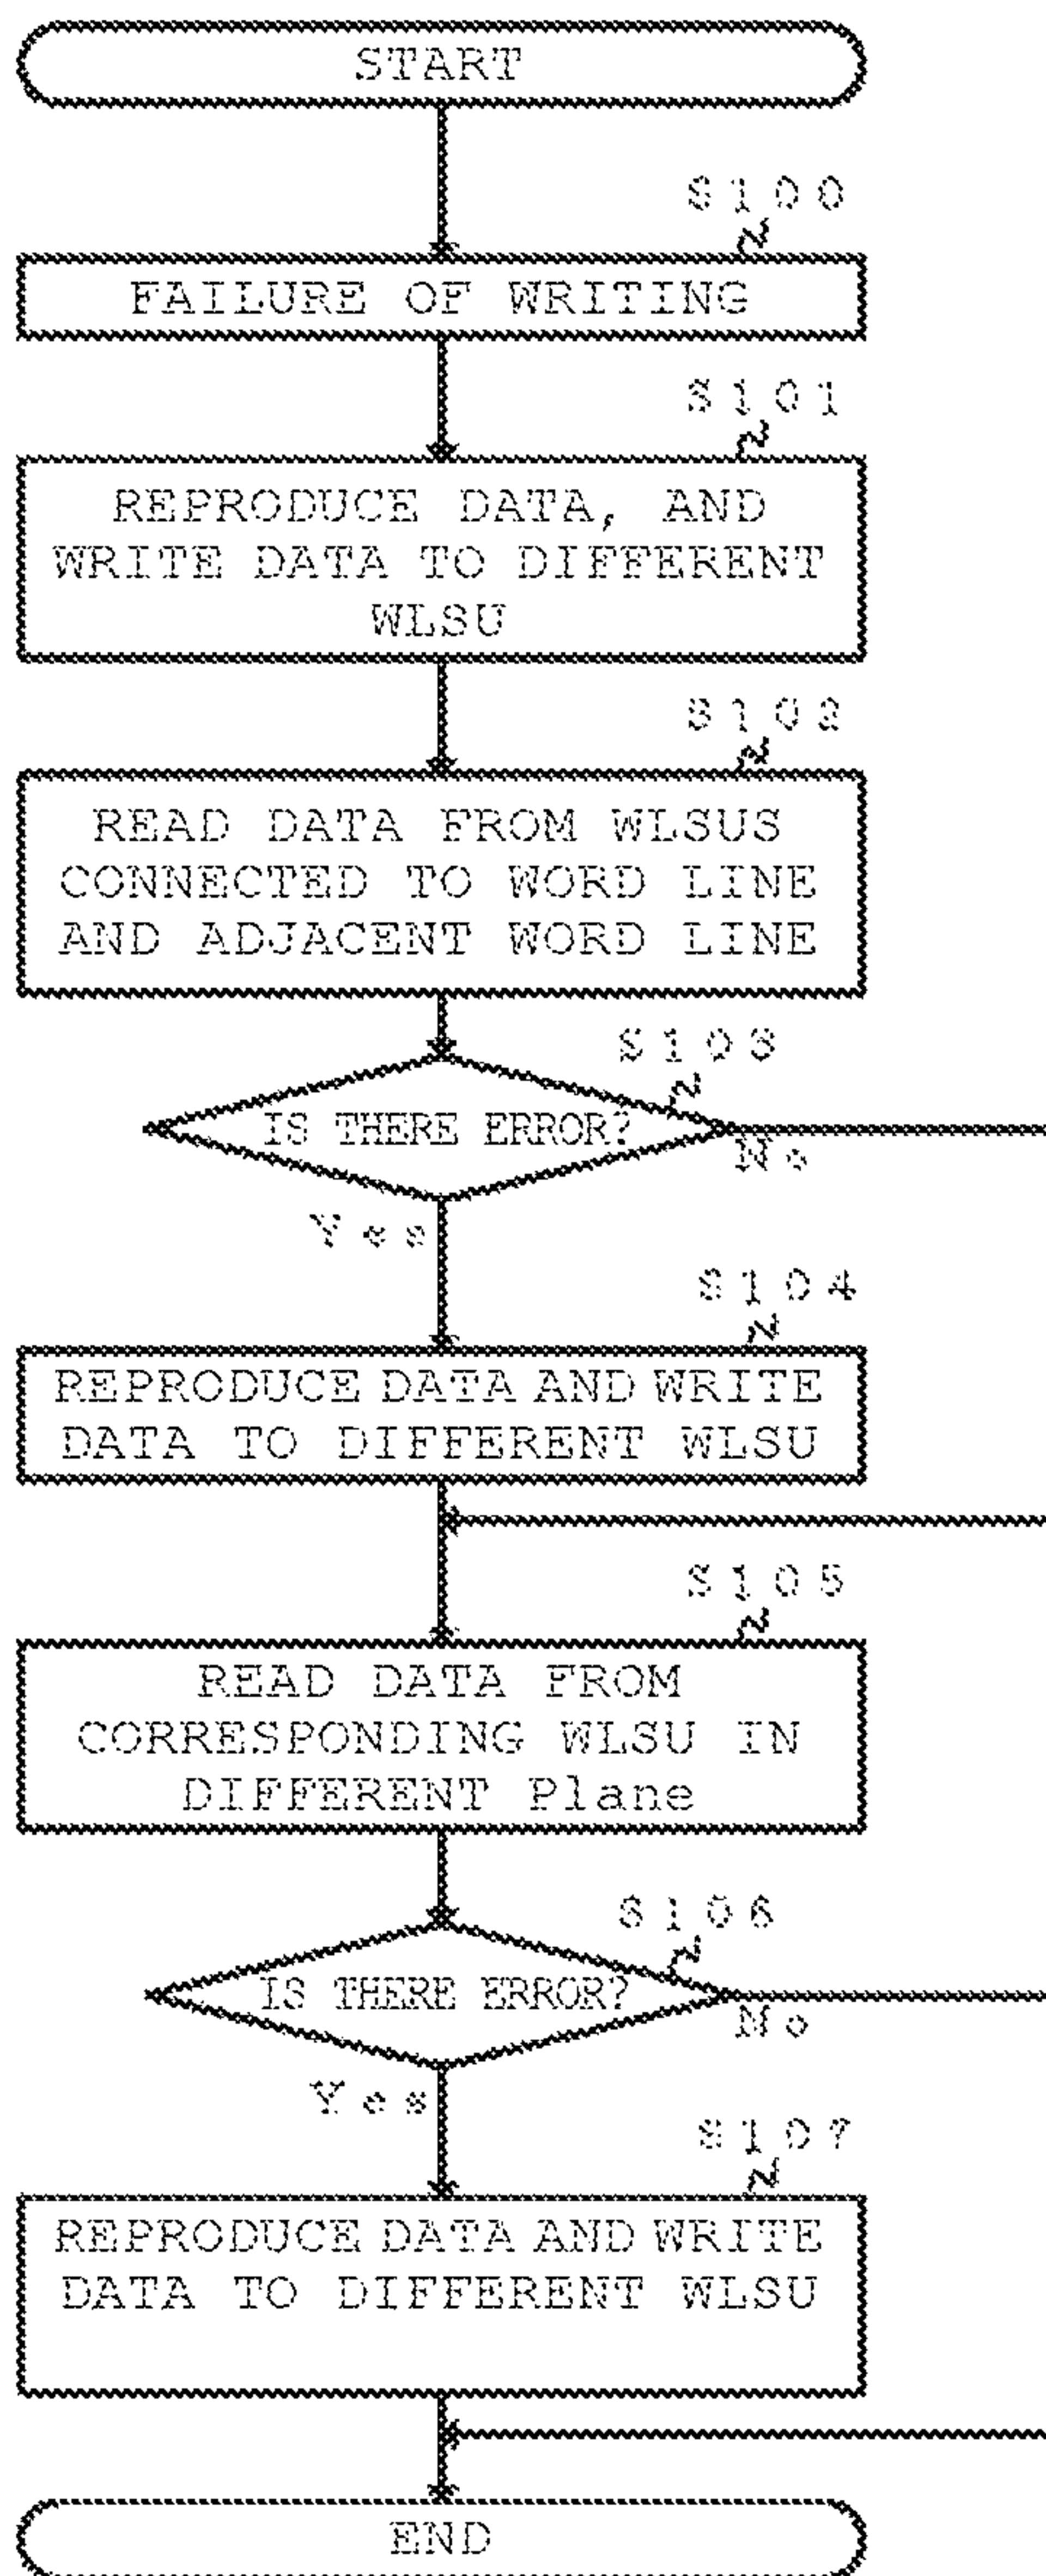 START
S100
FAILURE OF WRITING
S101
REPRODUCE DATA, AND
WRITE DATA TO DIFFERENT
WLSU
S102
READ DATA FROM WLSUS
CONNECTED TO WORD LINE
AND ADJACENT WORD LINE
S103
IS THERE ERROR?
No
Yes
S104
REPRODUCE DATA AND WRITE
DATA TO DIFFERENT WLSU
S105
READ DATA FROM
CORRESPONDING WLSU IN
DIFFERENT Plane
S106
IS THERE ERROR?
No
Yes
S107
REPRODUCE DATA AND WRITE
DATA TO DIFFERENT WLSU
END